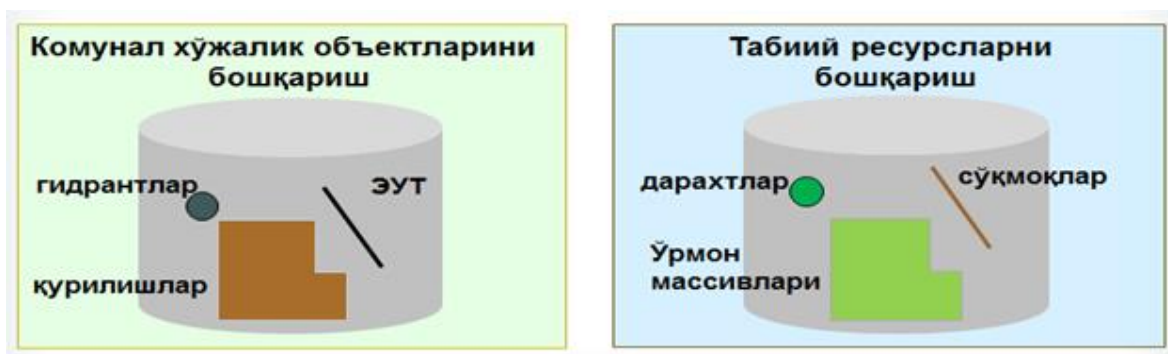 Комунал хўжалик объектларини
бошқариш
гидрантлар
ЭУТ
қурилишлар
Табиий ресурсларни
бошқариш
дарахтлар
сўқмоқлар
Ўрмон
массивлари